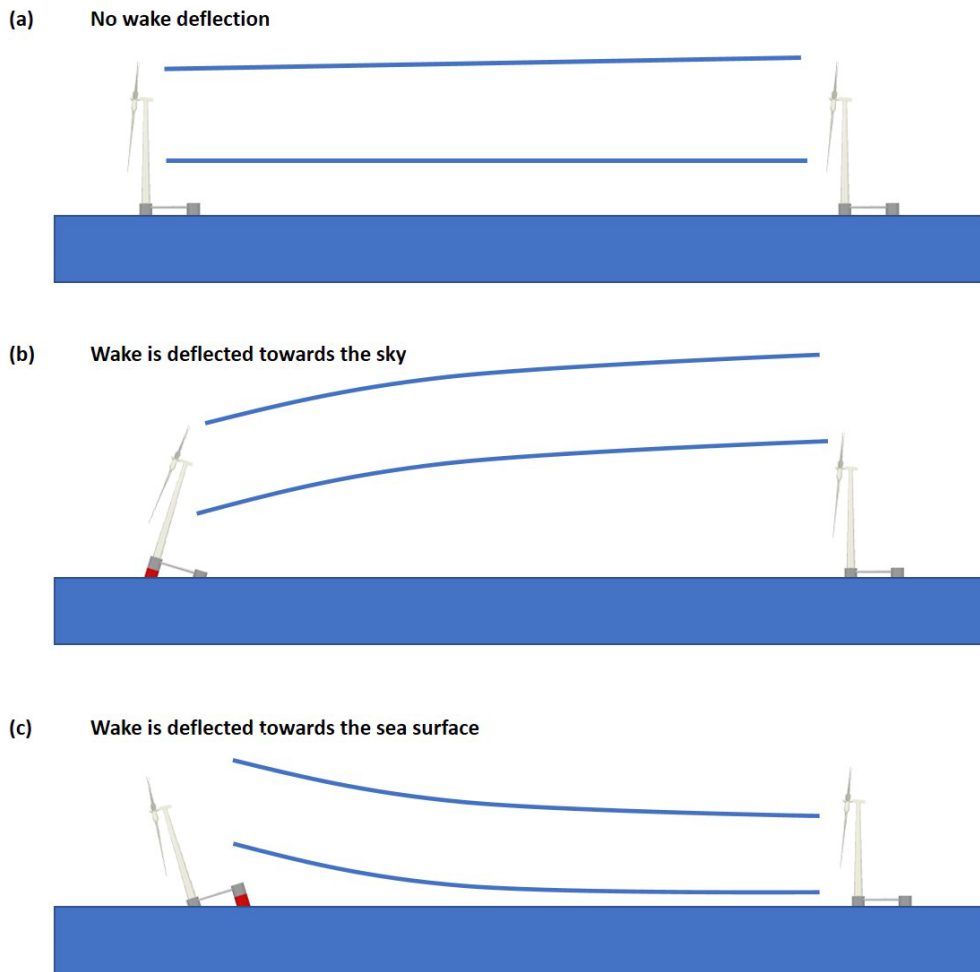 (a) No wake deflection
(b) Wake is deflected towards the sky
(c) Wake is deflected towards the sea surface